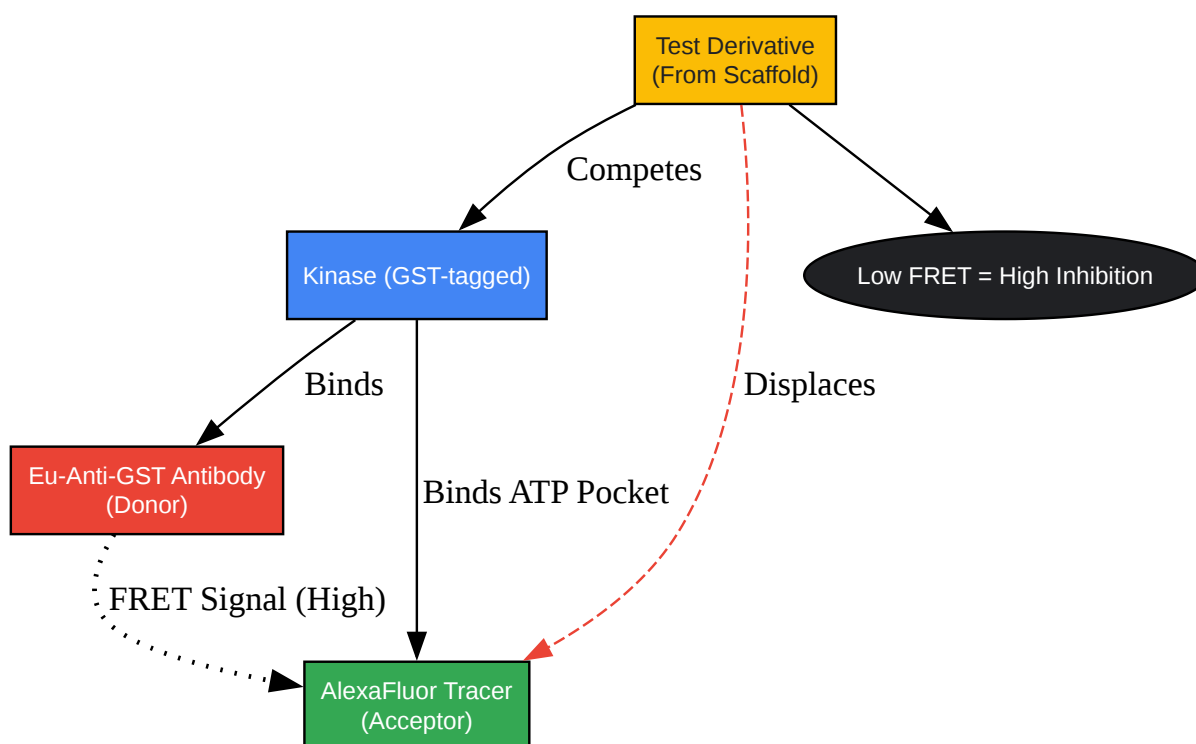 Test Derivative
(From Scaffold)
Competes
Kinase (GST-tagged)
Low FRET = High Inhibition
Binds
Displaces
Eu-Anti-GST Antibody
(Donor)
Binds ATP Pocket
FRET Signal (High)
AlexaFluor Tracer
(Acceptor)